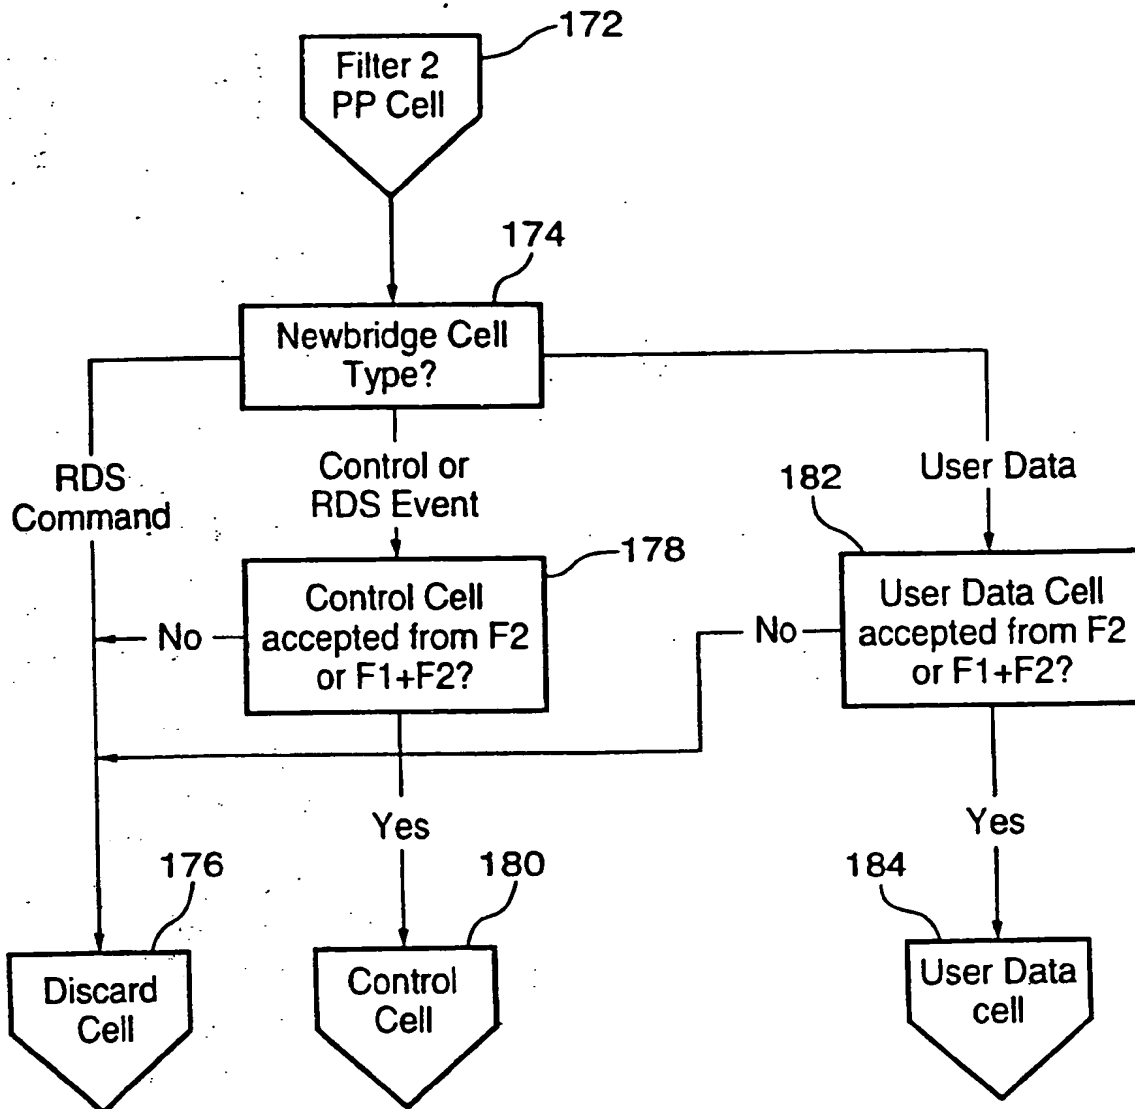 172
Filter 2
PP Cell
174
Newbridge Cell
Type?
RDS
Command
Control or
RDS Event
User Data
182
178
Control Cell
accepted from F2
or F1+F2?
No
User Data Cell
accepted from F2
or F1+F2?
No
Yes
Yes
176
180
184
Discard
Cell
Control
Cell
User Data
cell